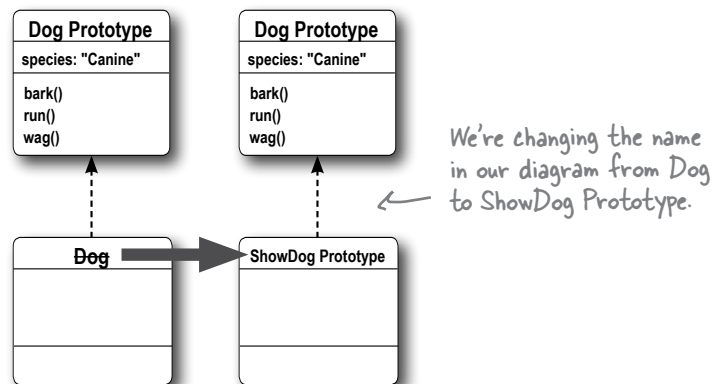 Dog Prototype
species: "Canine"
bark()
run()
wag()
Dog Prototype
species: "Canine"
bark()
run()
wag()
We're changing the name
in our diagram from Dog
to ShowDog Prototype.
Dog
ShowDog Prototype